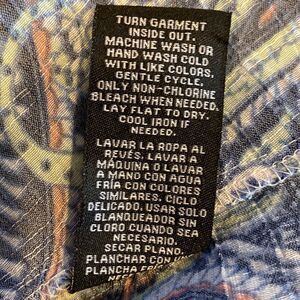 TURN GARMENT
INSIDE OUT.
MACHINE WASH OR
HAND WASH COLD
WITH LIKE COLORS.
GENTLE CYCLE.
ONLY NON-CHLORINE
BLEACH WHEN NEEDED.
LAY FLAT TO DRY.
COOL IRON IF
NEEDED.
LAVAR LA ROPA AL
REVÉS. LAVAR A
MÁQUINA O LAVAR
A MANO CON AGUA
FRÍA CON COLORES
SIMILARES. CICLO
DELICADO. USAR SOLO
BLANQUEADOR SIN
CLORO CUANDO SEA
NECESARIO.
SECAR PLANO.
PLANCHAR CON
PLANCHA